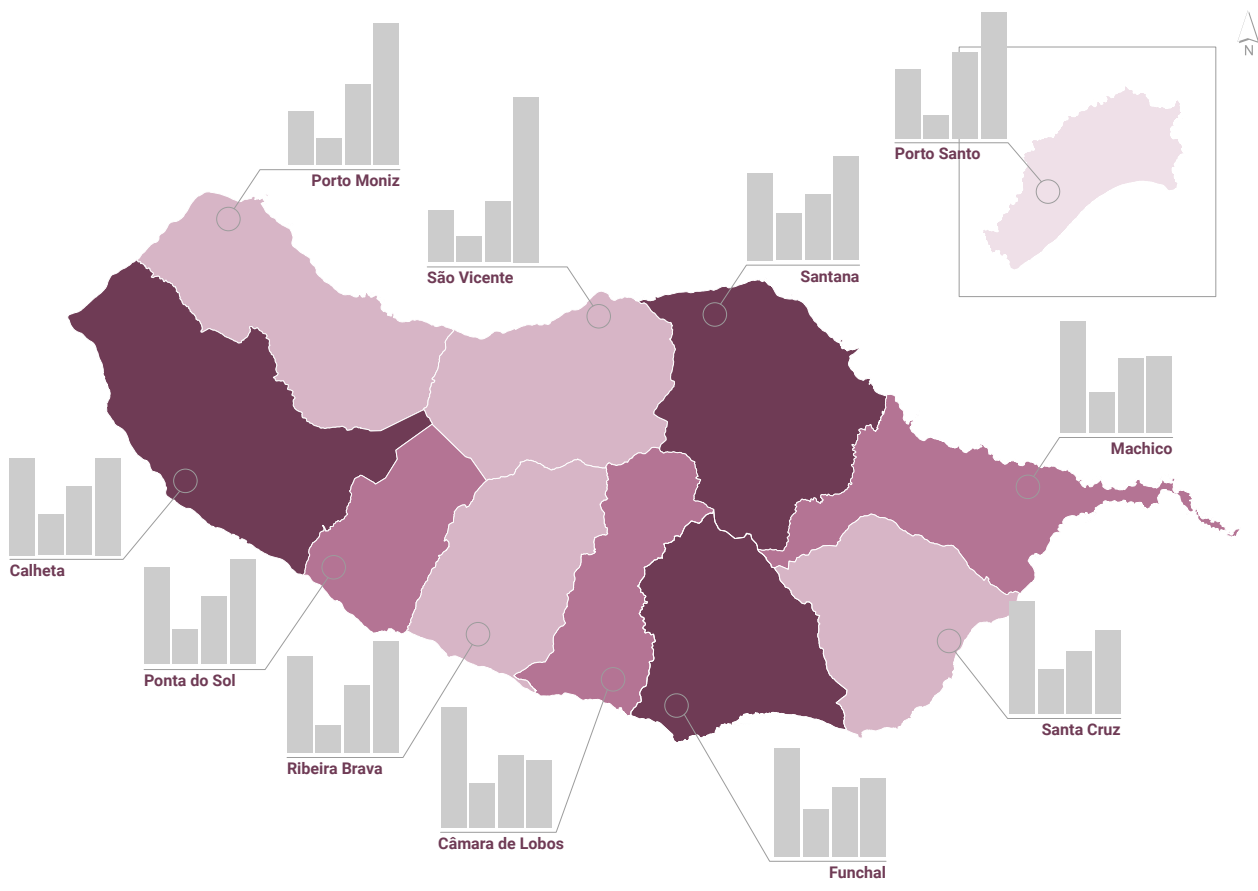 N
Porto Santo
Porto Moniz
São Vicente
Santana
Machico
Calheta
Ponta do Sol
Santa Cruz
Ribeira Brava
Câmara de Lobos
Funchal